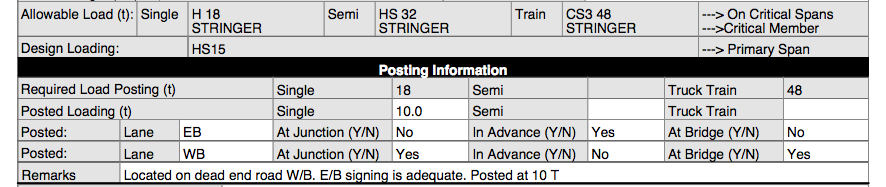 Allowable Load (t): Single H 18 Semi HS 32 Train CS3 48 ---> On Critical Spans
STRINGER STRINGER STRINGER --->Critical Member
Design Loading: HS15 ---> Primary Span
Posting Information
Required Load Posting (t) Single 18 Semi Truck Train 48
Posted Loading (t) Single 10.0 Semi Truck Train
Posted: Lane EB At Junction (Y/N) No In Advance (Y/N) Yes At Bridge (Y/N) No
Posted: Lane WB At Junction (Y/N) Yes In Advance (Y/N) No At Bridge (Y/N) Yes
Remarks Located on dead end road W/B. E/B signing is adequate. Posted at 10 T